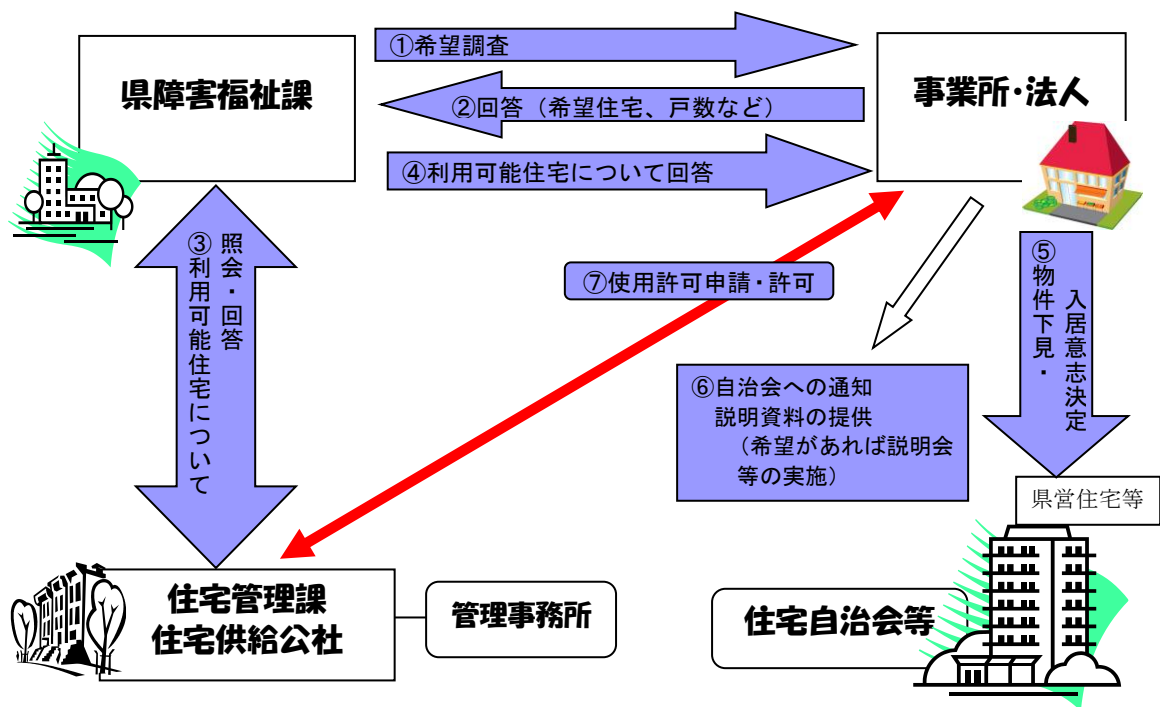 ①希望調査
県障害福祉課
事業所・法人
②回答（希望住宅、戸数など）
④利用可能住宅について回答
③利用可能住宅について
照会・回答
⑦使用許可申請・許可
⑤物件下見・
入居意志決定
⑥自治会への通知
説明資料の提供
（希望があれば説明会
等の実施）
県営住宅等
住宅管理課
住宅供給公社
管理事務所
住宅自治会等